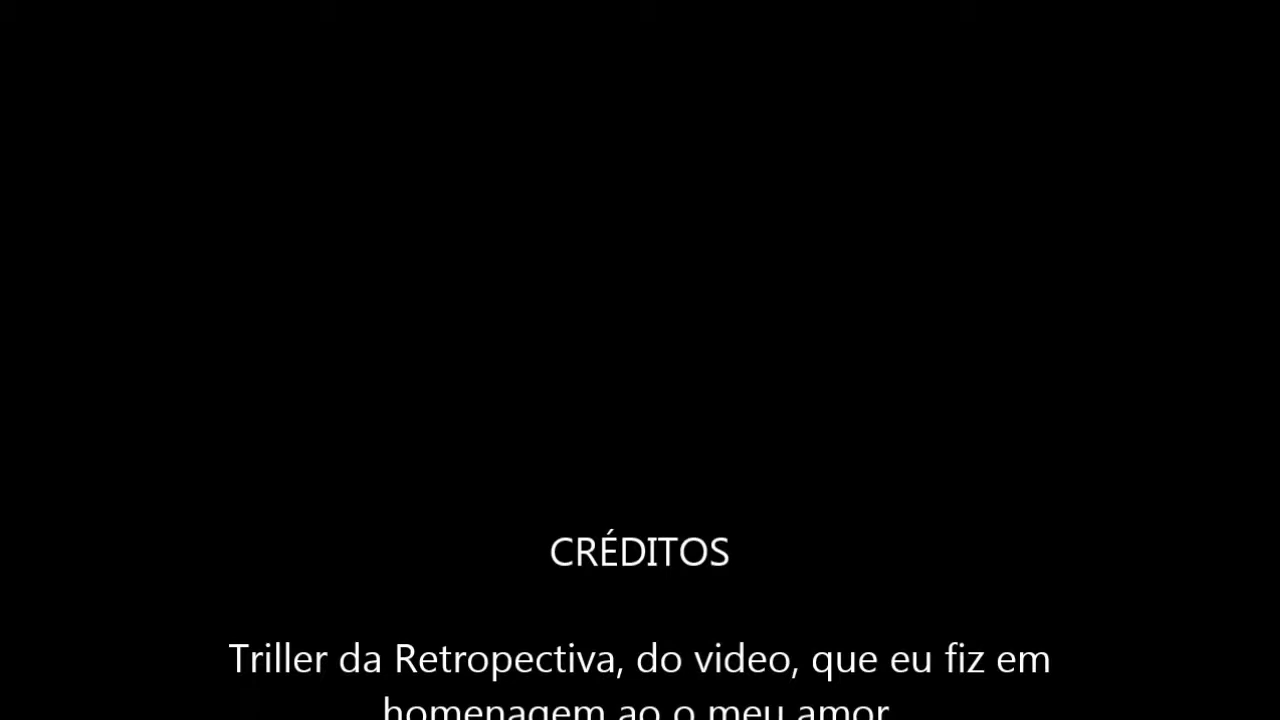 CRÉDITOS
Triller da Retropectiva, do video, que eu fiz em
homenagem ao o meu amor